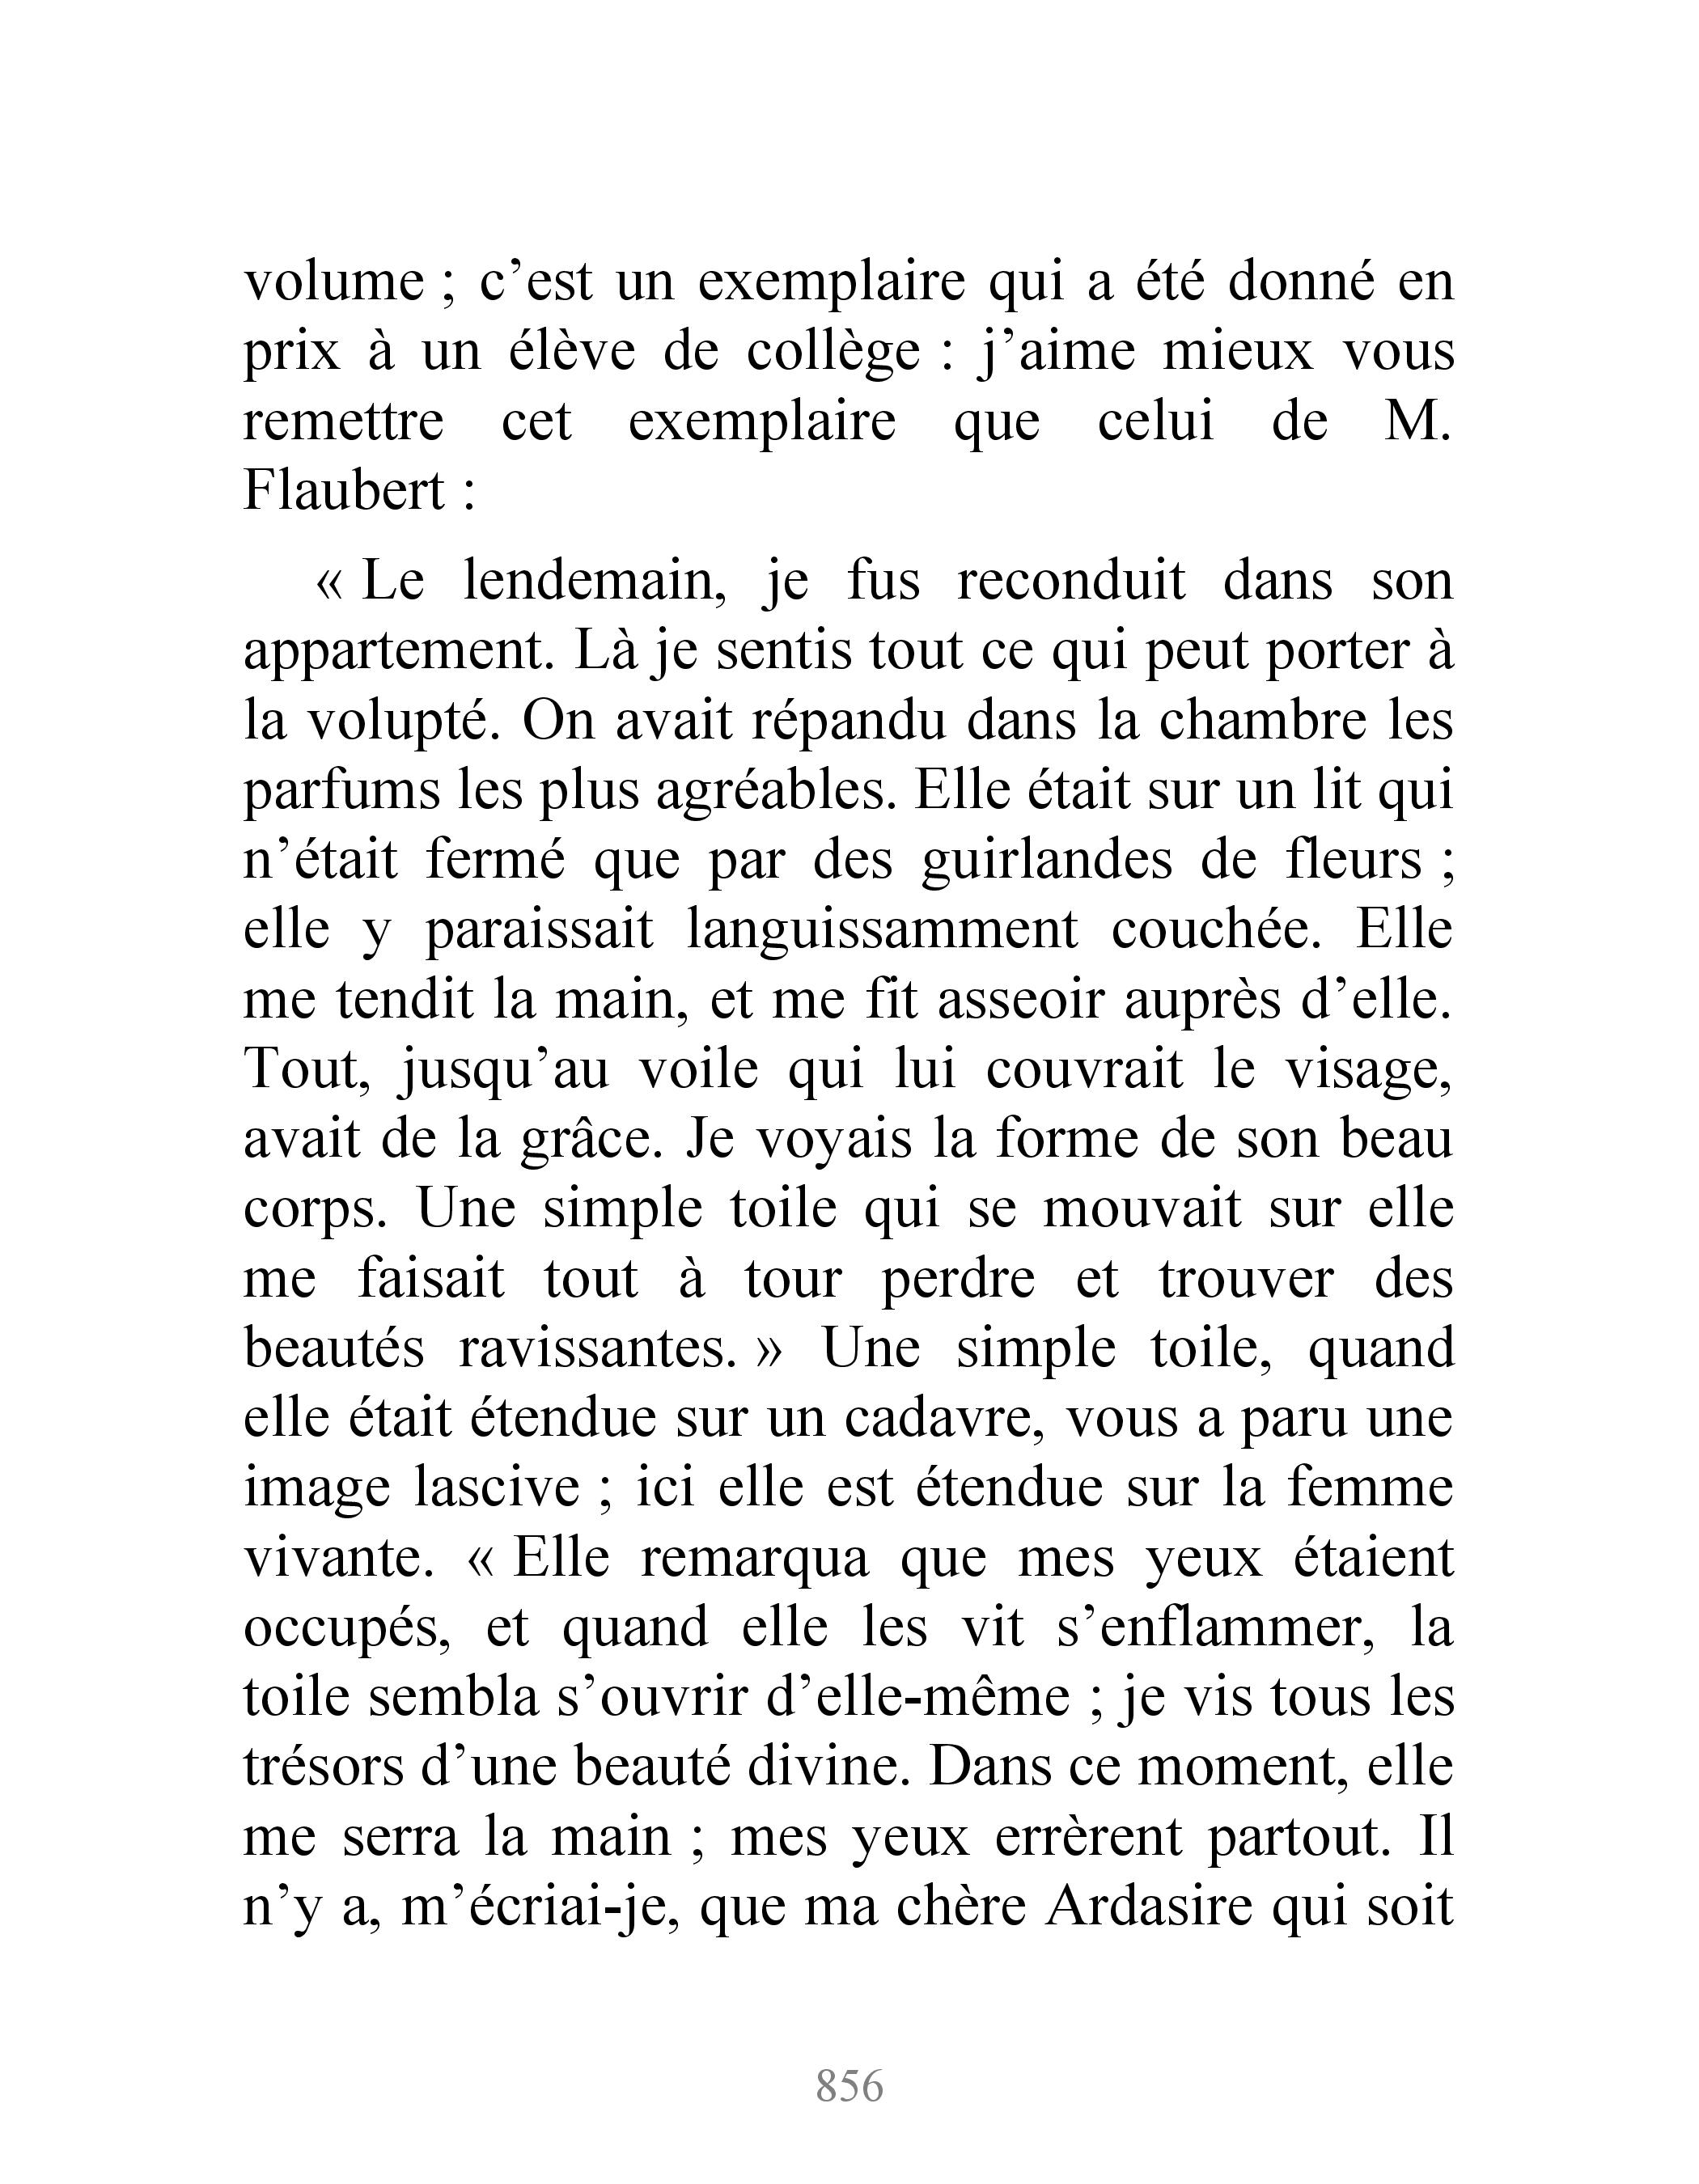 volume ; c’est un exemplaire qui a été donné en
prix à un élève de collège : j’aime mieux vous
remettre cet exemplaire que celui de M.
Flaubert :
« Le lendemain, je fus reconduit dans son
appartement. Là je sentis tout ce qui peut porter à
la volupté. On avait répandu dans la chambre les
parfums les plus agréables. Elle était sur un lit qui
n’était fermé que par des guirlandes de fleurs ;
elle y paraissait languissamment couchée. Elle
me tendit la main, et me fit asseoir auprès d’elle.
Tout, jusqu’au voile qui lui couvrait le visage,
avait de la grâce. Je voyais la forme de son beau
corps. Une simple toile qui se mouvait sur elle
me faisait tout à tour perdre et trouver des
beautés ravissantes. » Une simple toile, quand
elle était étendue sur un cadavre, vous a paru une
image lascive ; ici elle est étendue sur la femme
vivante. « Elle remarqua que mes yeux étaient
occupés, et quand elle les vit s’enflammer, la
toile sembla s’ouvrir d’elle-même ; je vis tous les
trésors d’une beauté divine. Dans ce moment, elle
me serra la main ; mes yeux errèrent partout. Il
n’y a, m’écriai-je, que ma chère Ardasire qui soit
856